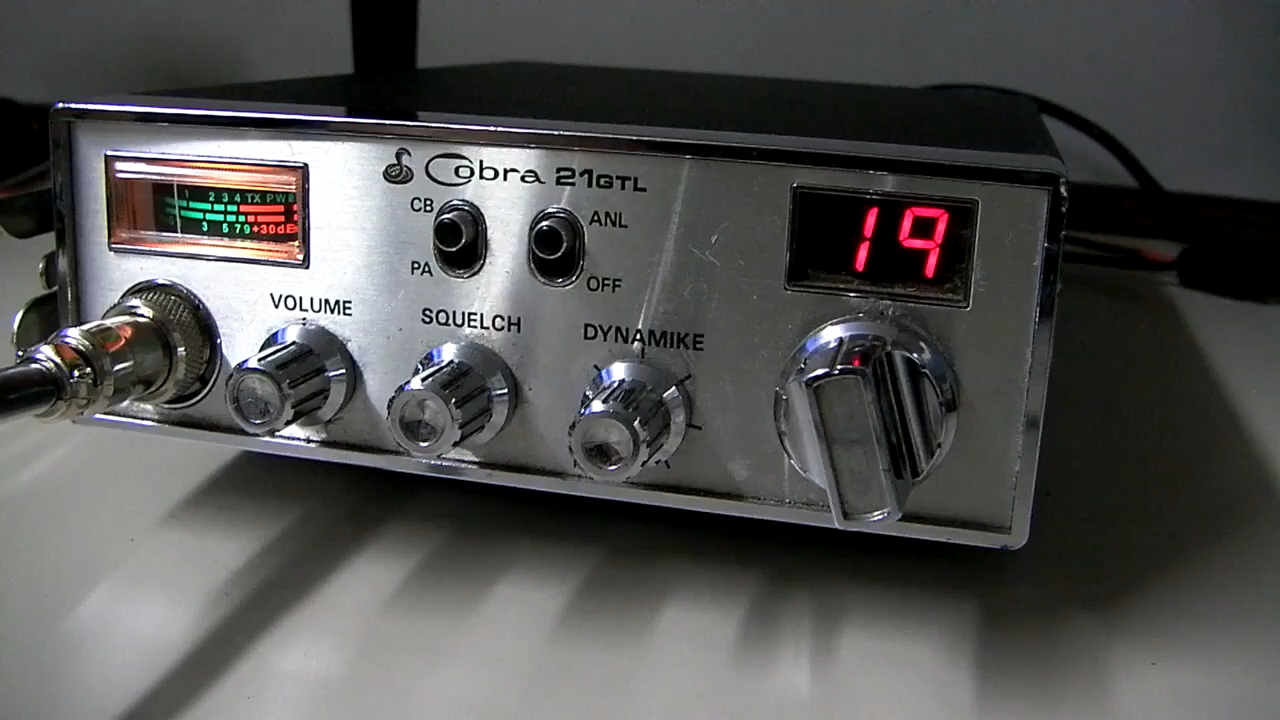 Cobra 21GTL
1 2 3 4 TX PWR
3 5 7 9 +30dB
CB
ANL
PA
OFF
19
VOLUME
SQUELCH
DYNAMIKE